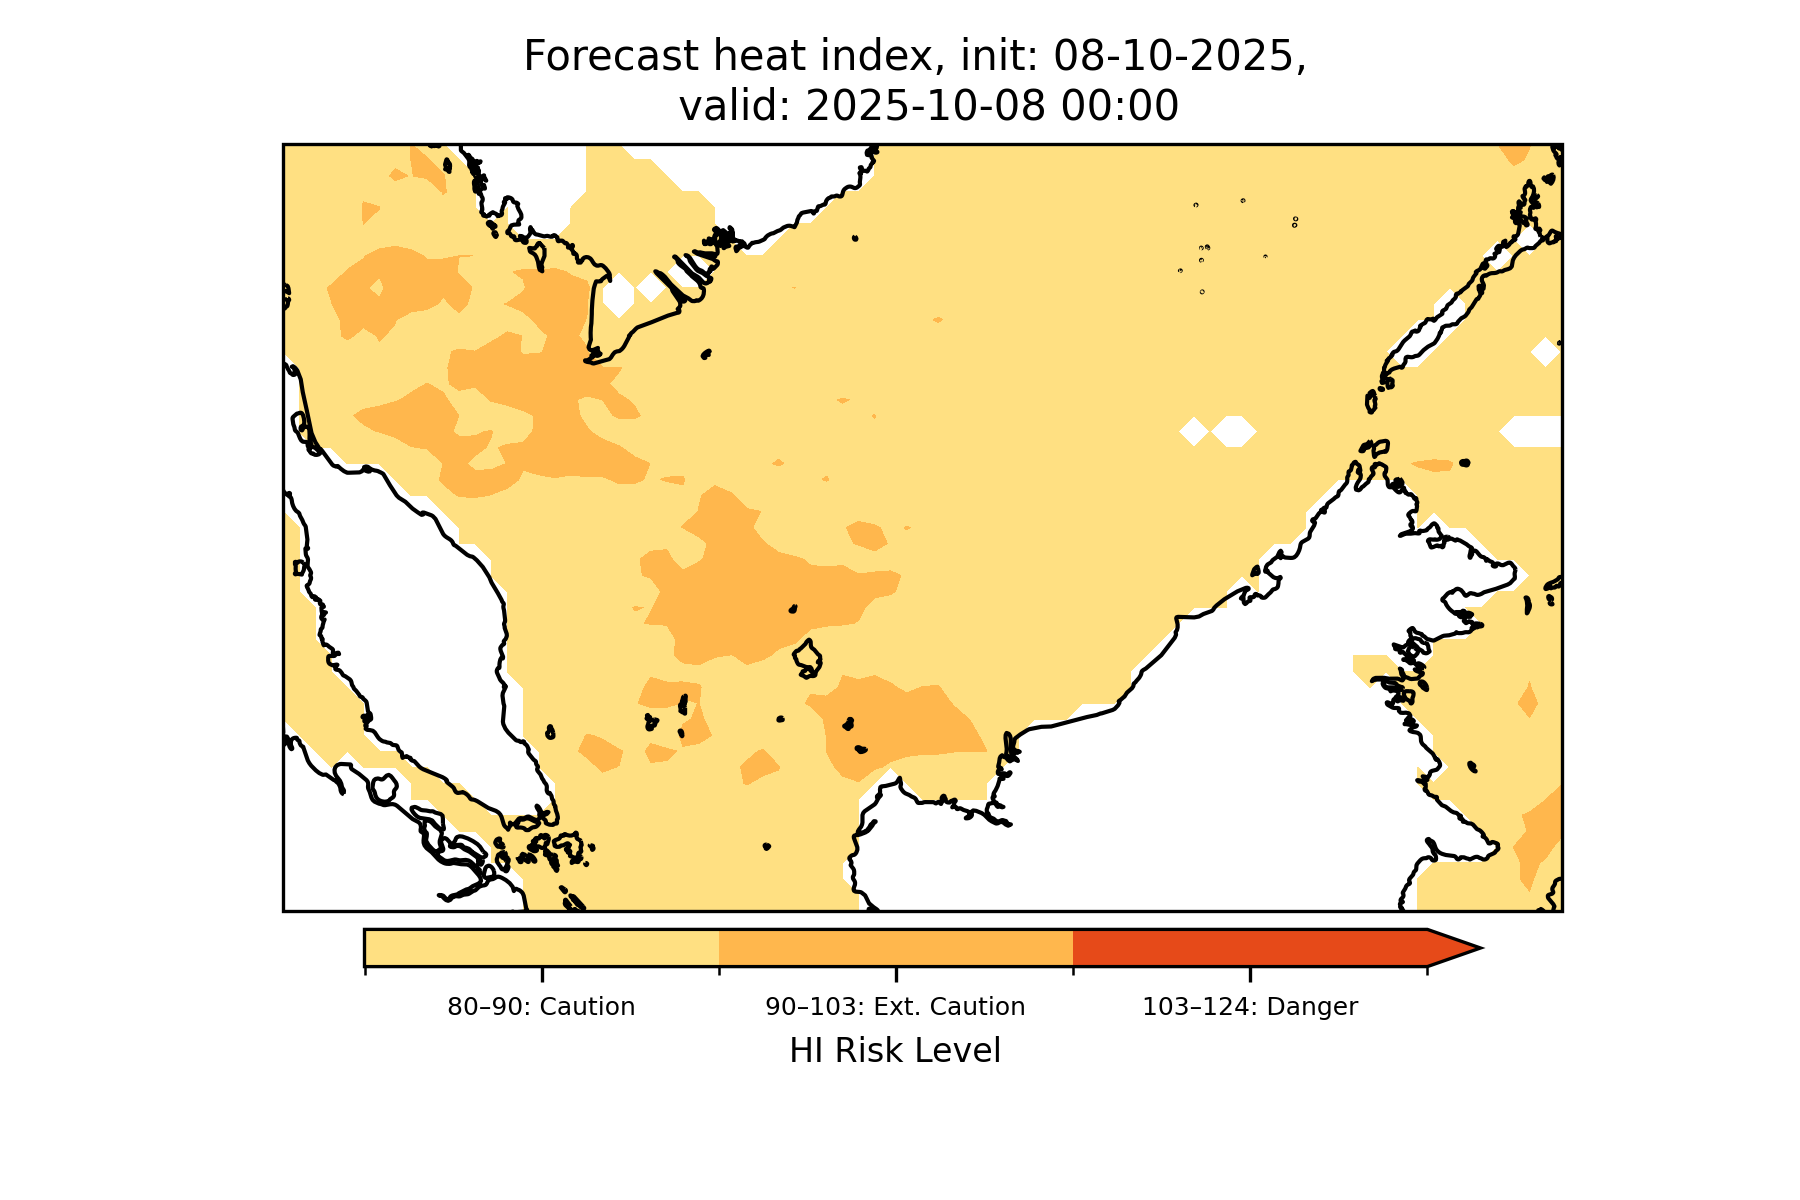 Forecast heat index, init: 08-10-2025,
valid: 2025-10-08 00:00
80–90: Caution
90–103: Ext. Caution
103–124: Danger
HI Risk Level